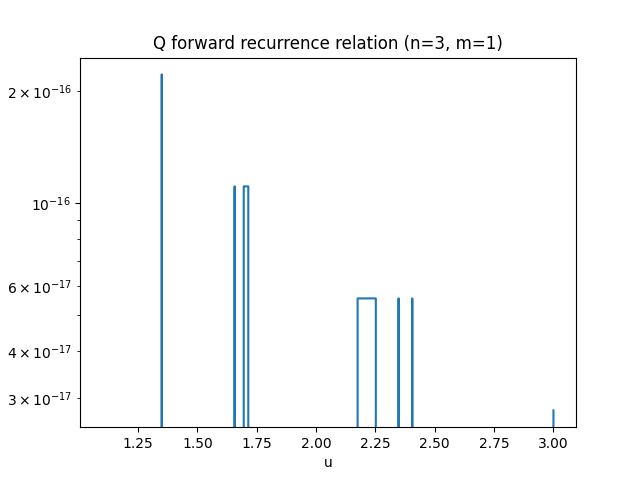 Q forward recurrence relation (n=3, m=1)
2 × 10⁻¹⁶
10⁻¹⁶
6 × 10⁻¹⁷
4 × 10⁻¹⁷
3 × 10⁻¹⁷
1.25 1.50 1.75 2.00 2.25 2.50 2.75 3.00
u